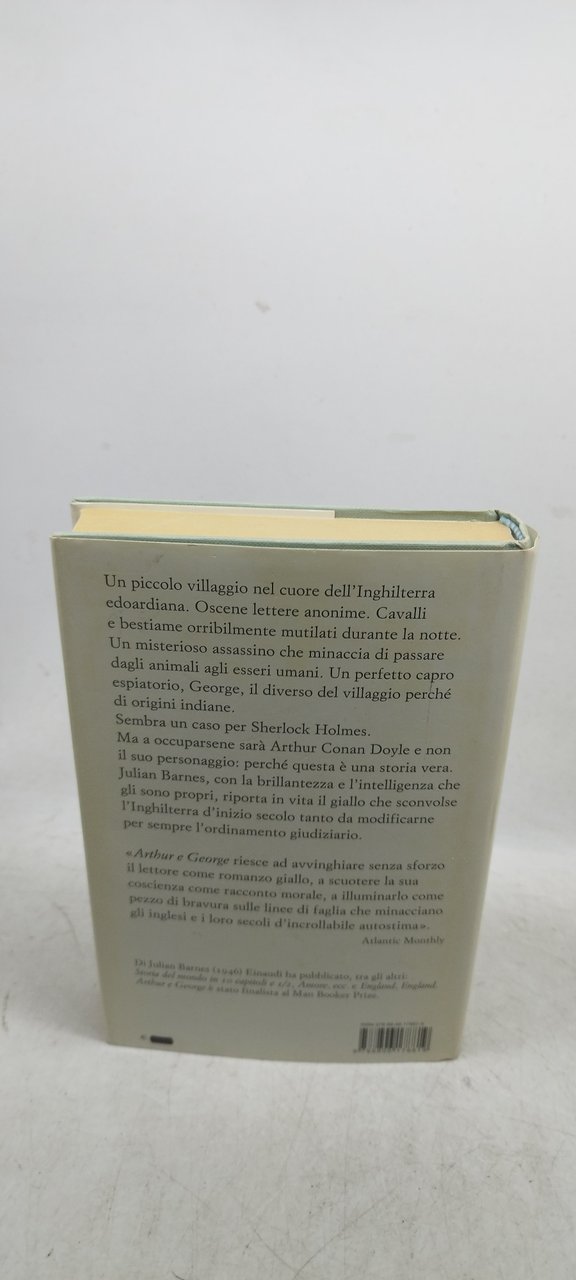 Un piccolo villaggio nel cuore dell'Inghilterra
edoardiana. Oscene lettere anonime. Cavalli
e bestiame orribilmente mutilati durante la notte.
Un misterioso assassino che minaccia di passare
dagli animali agli esseri umani. Un perfetto capro
espiatorio, George, il diverso del villaggio perché
di origini indiane.
Sembra un caso per Sherlock Holmes.
Ma a occuparsene sarà Arthur Conan Doyle e non
il suo personaggio: perché questa è una storia vera.
Julian Barnes, con la brillantezza e l'intelligenza che
gli sono propri, riporta in vita il giallo che sconvolse
l'Inghilterra d'inizio secolo tanto da modificarne
per sempre l'ordinamento giudiziario.
«Arthur e George riesce ad avvinghiare senza sforzo
il lettore come romanzo giallo, a scuotere la sua
coscienza come racconto morale, a illuminarlo come
pezzo di bravura sulle linee di faglia che minacciano
gli inglesi e i loro secoli d'incrollabile autostima».
Atlantic Monthly
Di Julian Barnes (1946) Einaudi ha pubblicato, tra gli altri:
Storia del mondo in 10 capitoli e 1/2, Amore, ecc. e England, England.
Arthur e George è stato finalista al Man Booker Prize.
ISBN
€